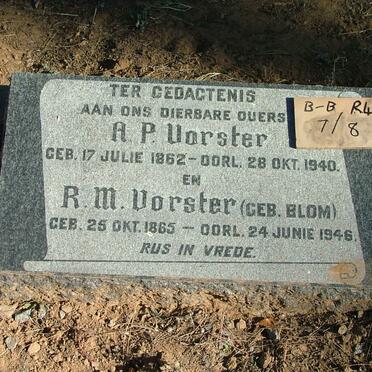 TER GEDACTENIS
AAN ONS DIERBARE OUERS
A. P. Vorster
GEB. 17 JULIE 1862 — OORL. 28 OKT. 1940.
EN
R. M. Vorster (GEB. BLOM)
GEB. 25 OKT. 1865 — OORL. 24 JUNIE 1946.
RUS IN VREDE.
B-B R4
7/8